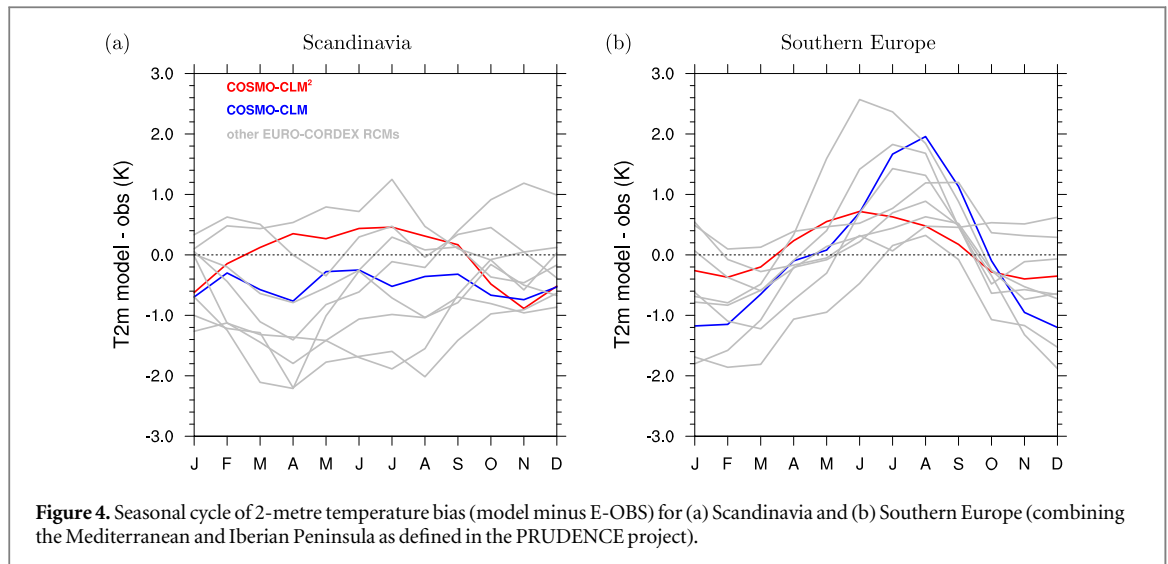 (a) Scandinavia
(b) Southern Europe
3.0
2.0
1.0
0.0
-1.0
-2.0
-3.0
T2m model - obs (K)
COSMO-CLM²
COSMO-CLM
other EURO-CORDEX RCMs
J F M A M J J A S O N D
3.0
2.0
1.0
0.0
-1.0
-2.0
-3.0
T2m model - obs (K)
J F M A M J J A S O N D
Figure 4. Seasonal cycle of 2-metre temperature bias (model minus E-OBS) for (a) Scandinavia and (b) Southern Europe (combining
the Mediterranean and Iberian Peninsula as defined in the PRUDENCE project).